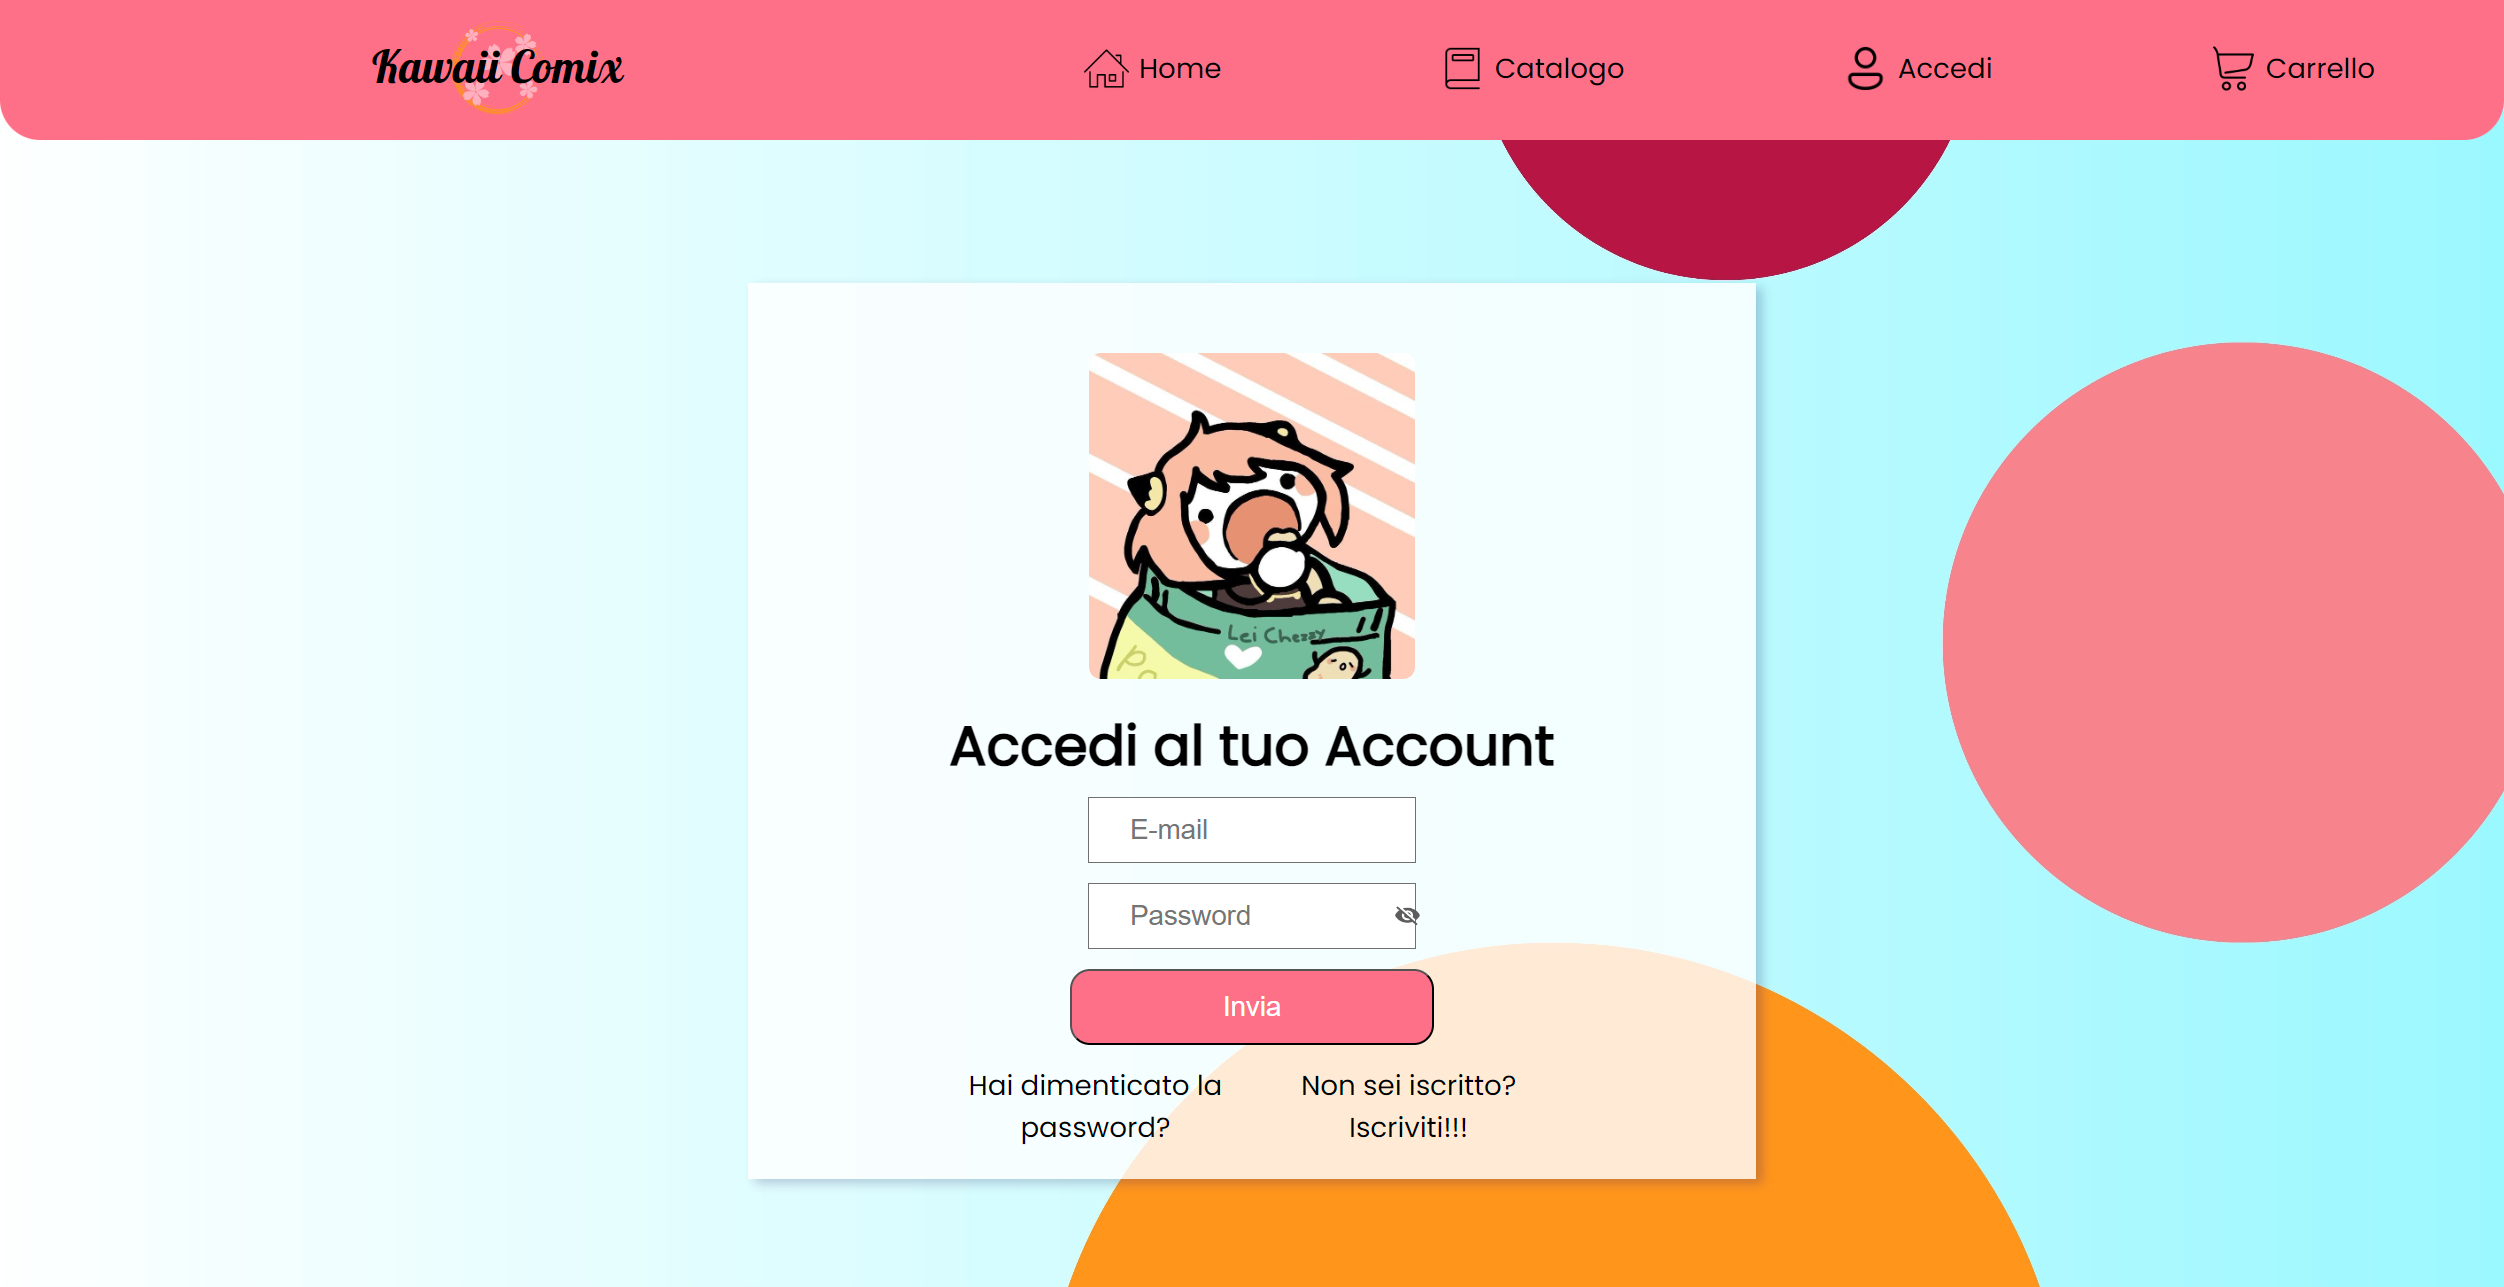 Kawaii Comix
Home
Catalogo
Accedi
Carrello
Lei Chezzy
Accedi al tuo Account
E-mail
Password
Invia
Hai dimenticato la
password?
Non sei iscritto?
Iscriviti!!!